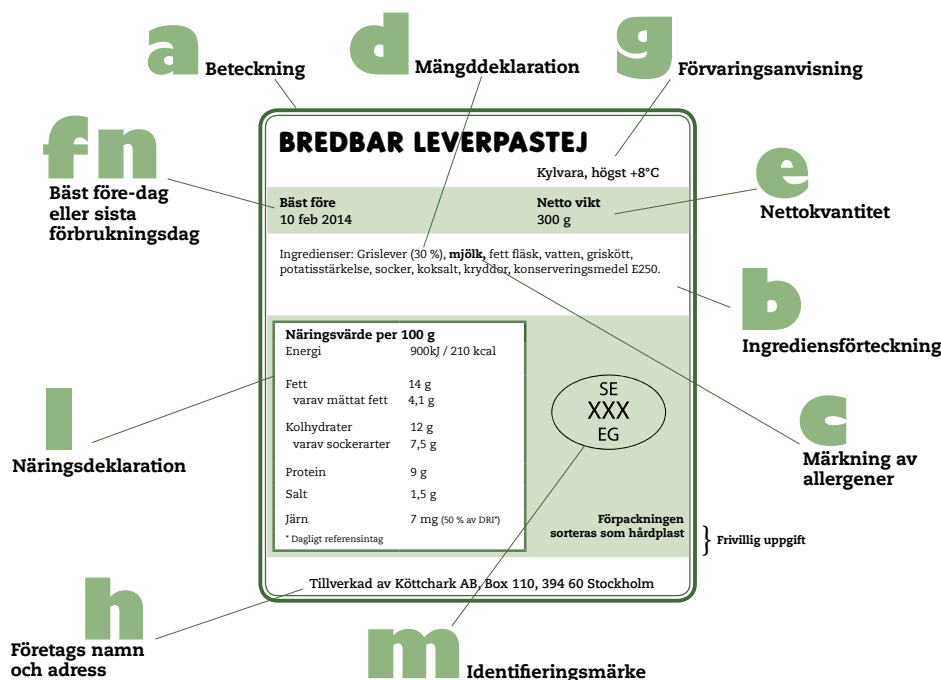 a Beteckning
d Mängddeklaration
g Förvaringsanvisning
fn
Bäst före-dag
eller sista
förbrukningsdag
e
Nettokvantitet
BREDBAR LEVERPASTEJ
Kylvara, högst +8°C
Bäst före
10 feb 2014
Netto vikt
300 g
Ingredienser: Grislever (30 %), mjölk, fett fläsk, vatten, griskött,
potatisstärkelse, socker, koksalt, kryddor, konserveringsmedel E250.
b
Ingrediensförteckning
Näringsvärde per 100 g
Energi 900kJ / 210 kcal
Fett 14 g
varav mättat fett 4,1 g
Kolhydrater 12 g
varav sockerarter 7,5 g
Protein 9 g
Salt 1,5 g
Järn 7 mg (50 % av DRI*)
* Dagligt referensintag
SE
XXX
EG
l
Näringsdeklaration
c
Märkning av
allergener
Förpackningen
sorteras som hårdplast
} Frivillig uppgift
Tillverkad av Köttchark AB, Box 110, 394 60 Stockholm
h
Företags namn
och adress
m Identifieringsmärke